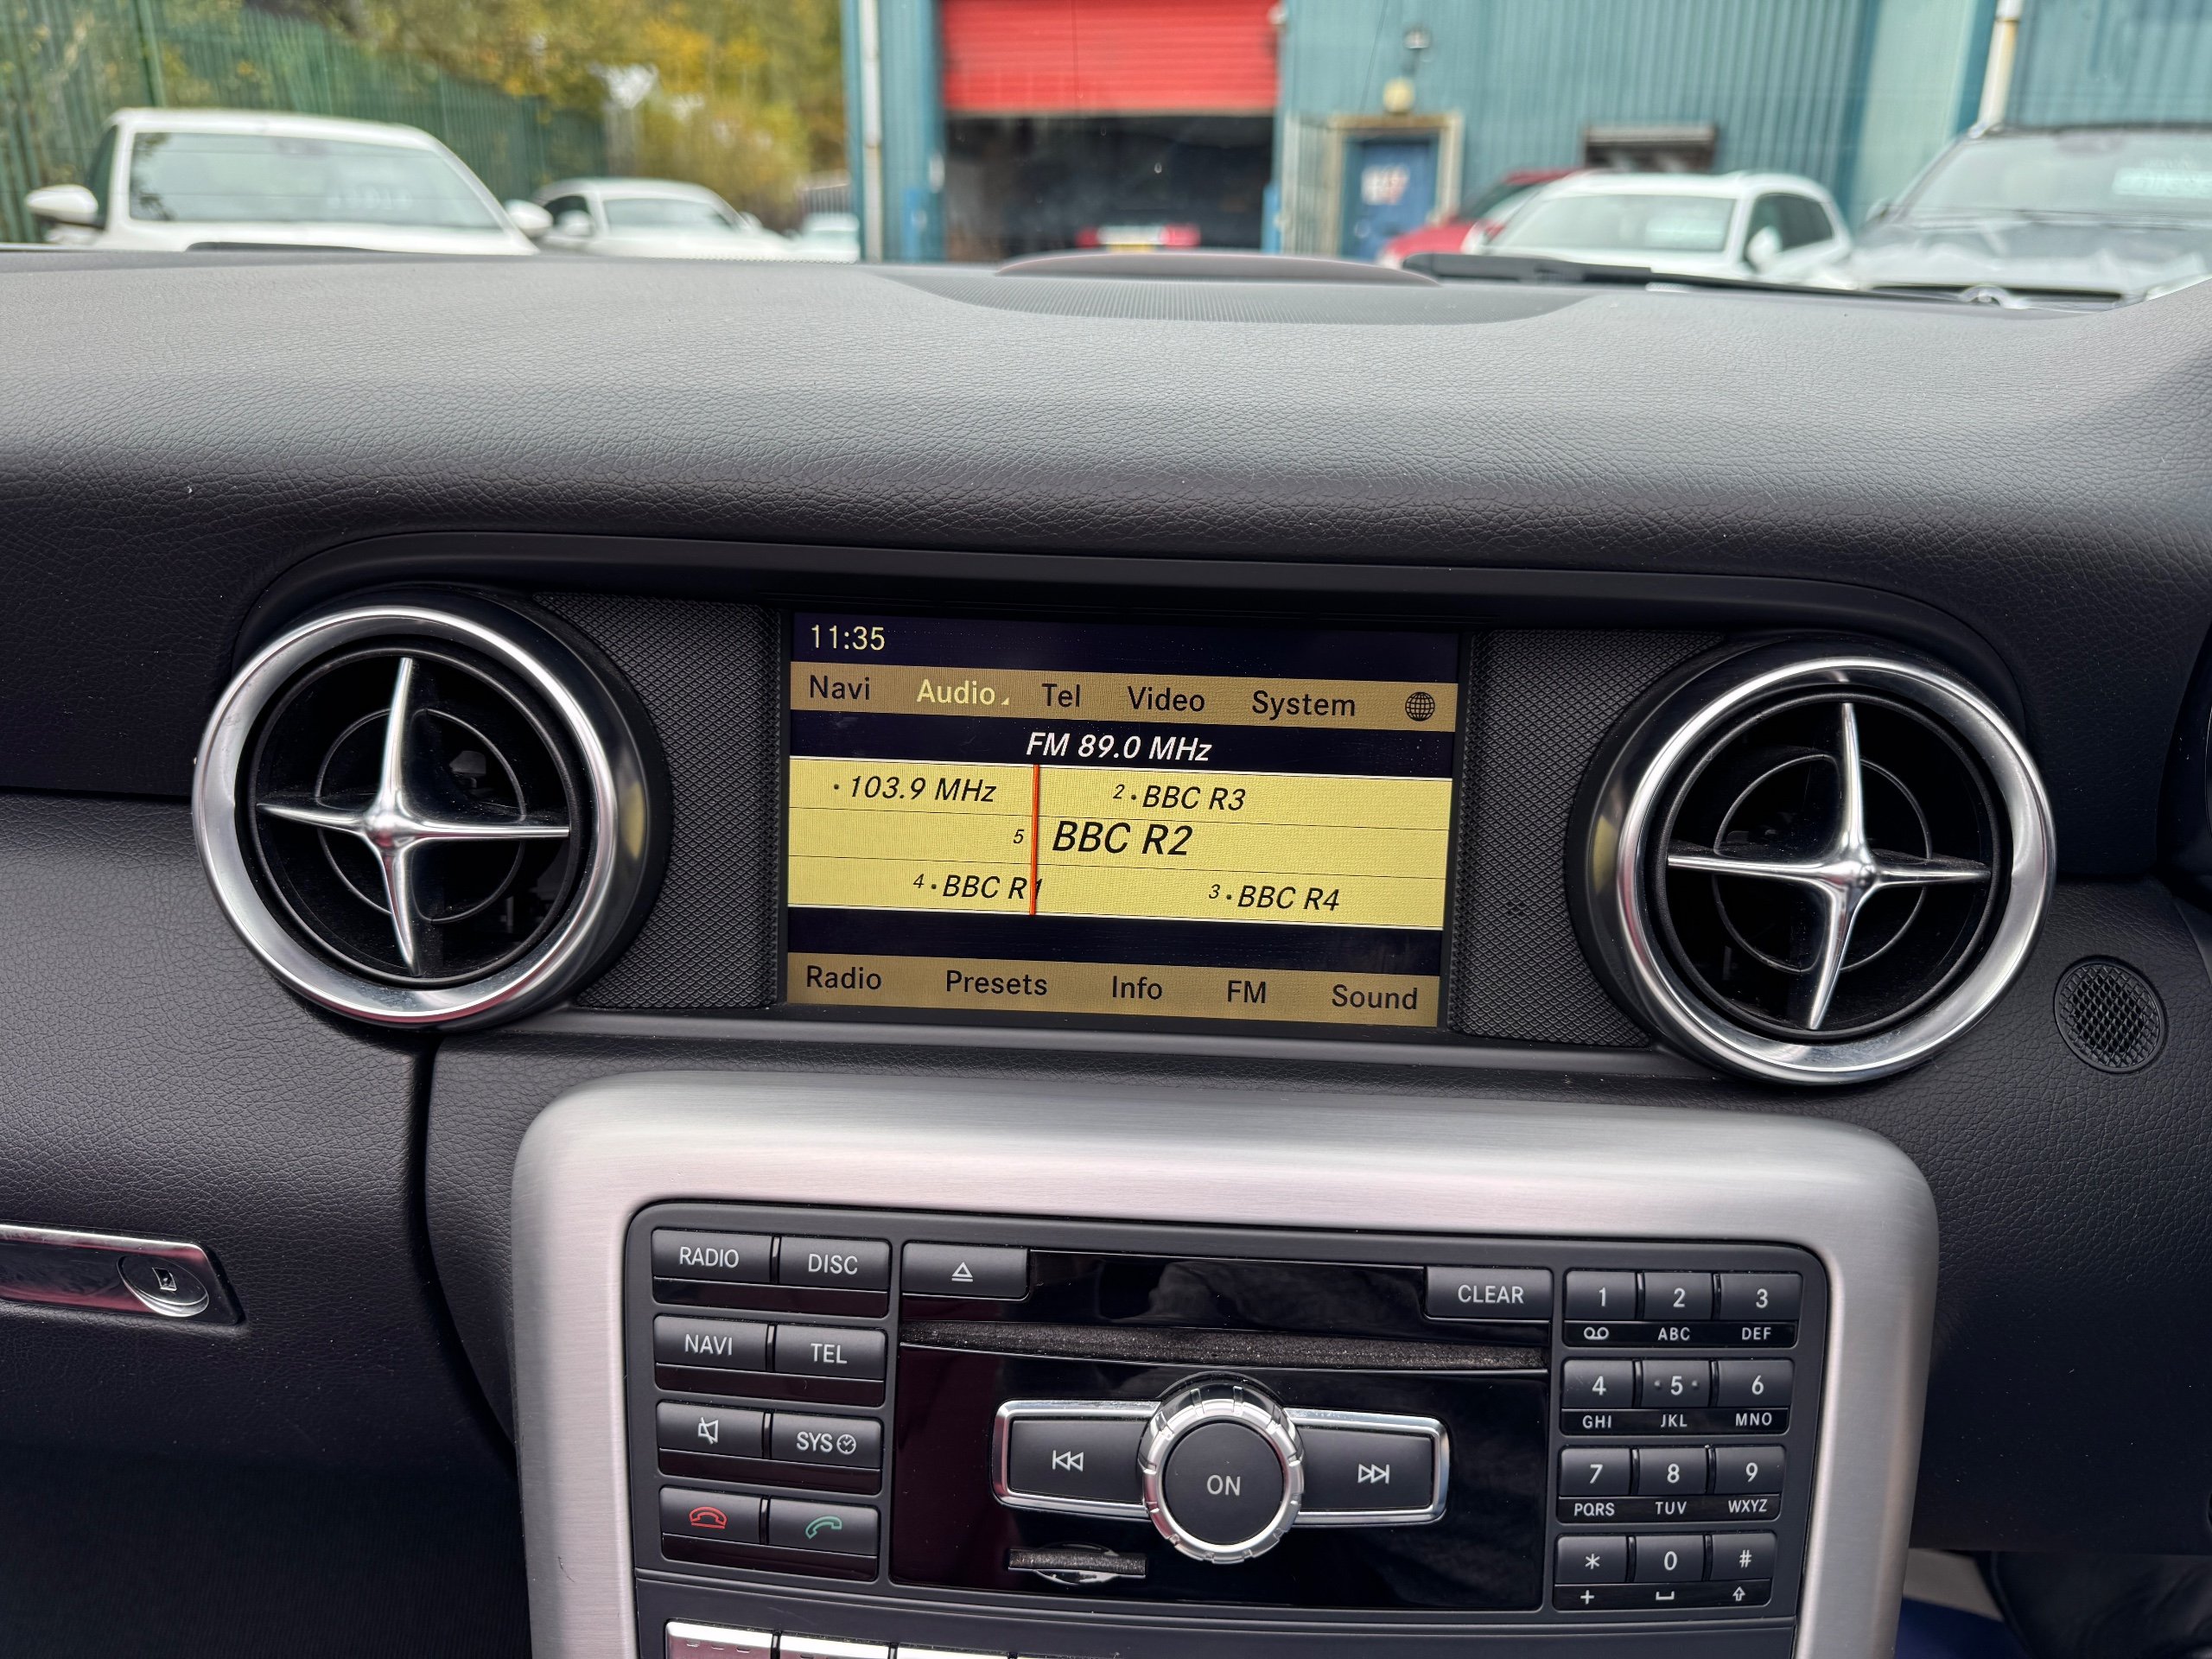 11:35
Navi Audio Tel Video System
FM 89.0 MHz
· 103.9 MHz 2 · BBC R3
5 BBC R2
4 · BBC R1 3 · BBC R4
Radio Presets Info FM Sound
RADIO DISC
CLEAR
1 2 3
ABC DEF
NAVI TEL
4 5 6
GHI JKL MNO
SYS
ON
7 8 9
PQRS TUV WXYZ
* 0 #
+